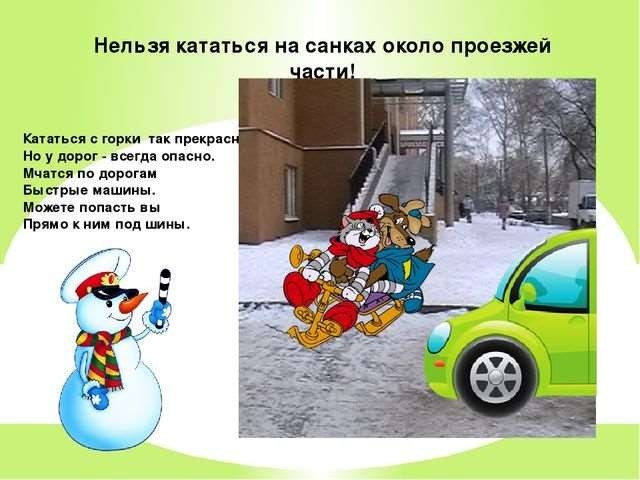 Нельзя кататься на санках около проезжей
части!
Кататься с горки так прекрасн
Но у дорог - всегда опасно.
Мчатся по дорогам
Быстрые машины.
Можете попасть вы
Прямо к ним под шины.